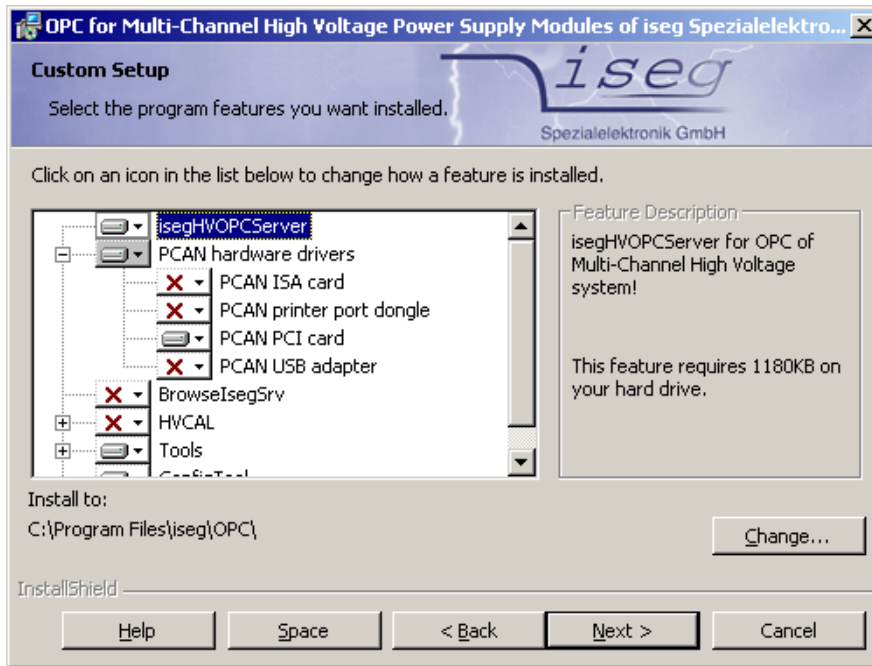 OPC for Multi-Channel High Voltage Power Supply Modules of iseg Spezialelektro...
Custom Setup
Select the program features you want installed.
iseg
Spezialelektronik GmbH
Click on an icon in the list below to change how a feature is installed.
isegHVOPCServer
PCAN hardware drivers
PCAN ISA card
PCAN printer port dongle
PCAN PCI card
PCAN USB adapter
BrowseIsegSrv
HVCAL
Tools
ConfigTool
Feature Description
isegHVOPCServer for OPC of
Multi-Channel High Voltage
system!
This feature requires 1180KB on
your hard drive.
Install to:
C:\Program Files\iseg\OPC\
Change...
InstallShield
Help
Space
< Back
Next >
Cancel